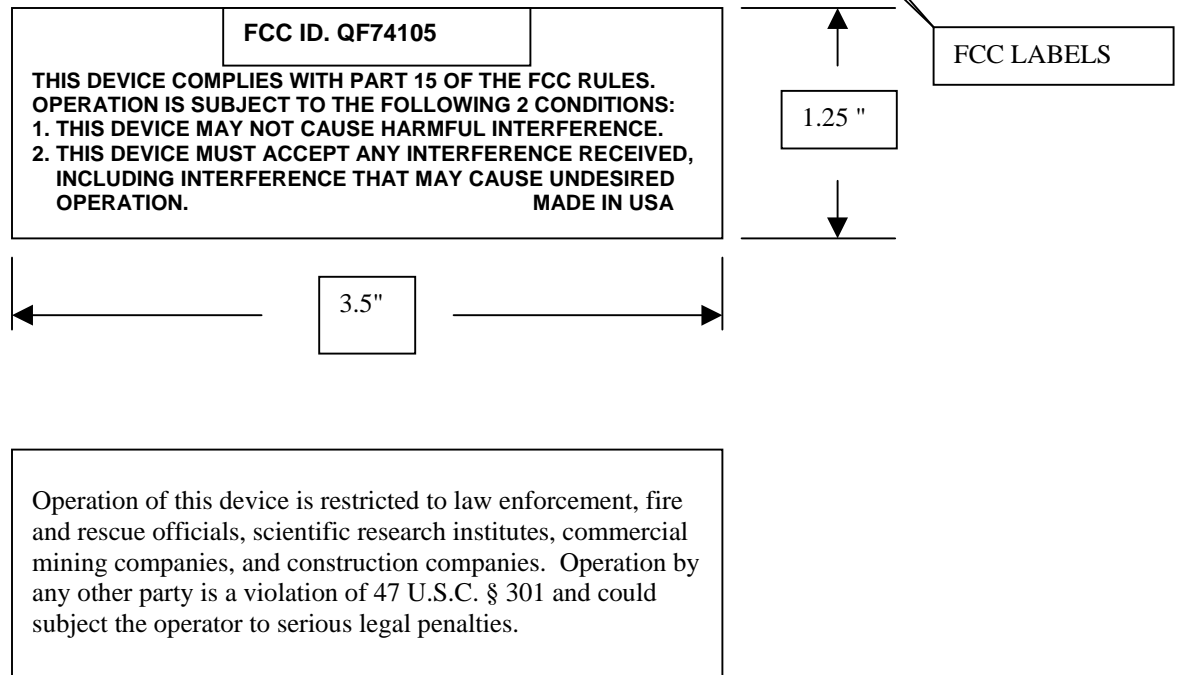 FCC ID. QF74105
FCC LABELS
THIS DEVICE COMPLIES WITH PART 15 OF THE FCC RULES.
OPERATION IS SUBJECT TO THE FOLLOWING 2 CONDITIONS:
1. THIS DEVICE MAY NOT CAUSE HARMFUL INTERFERENCE.
2. THIS DEVICE MUST ACCEPT ANY INTERFERENCE RECEIVED,
INCLUDING INTERFERENCE THAT MAY CAUSE UNDESIRED
OPERATION. MADE IN USA
1.25 "
3.5"
Operation of this device is restricted to law enforcement, fire
and rescue officials, scientific research institutes, commercial
mining companies, and construction companies. Operation by
any other party is a violation of 47 U.S.C. § 301 and could
subject the operator to serious legal penalties.